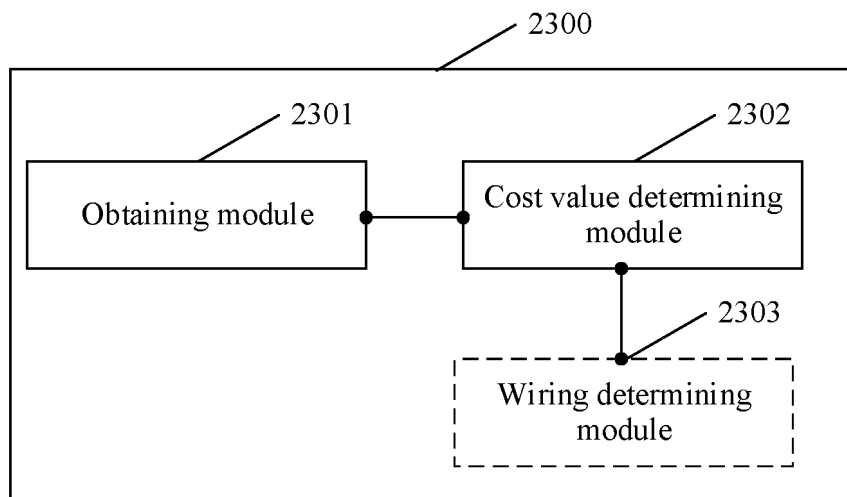 2300
2301
2302
Obtaining module
Cost value determining
module
2303
Wiring determining
module